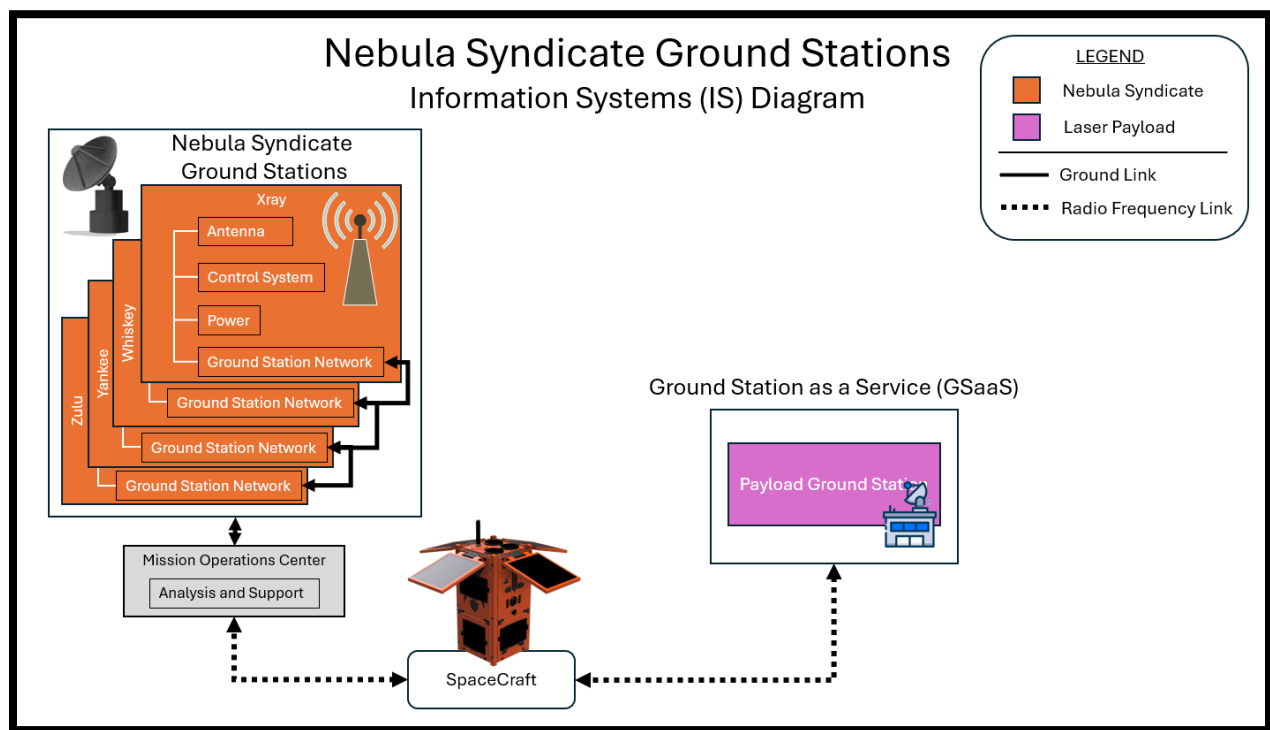 Nebula Syndicate Ground Stations
Information Systems (IS) Diagram
LEGEND
Nebula Syndicate
Laser Payload
Ground Link
Radio Frequency Link
Nebula Syndicate
Ground Stations
Xray
Antenna
Control System
Power
Ground Station Network
Whiskey
Ground Station Network
Yankee
Ground Station Network
Zulu
Ground Station Network
Mission Operations Center
Analysis and Support
SpaceCraft
Ground Station as a Service (GSaaS)
Payload Ground Station